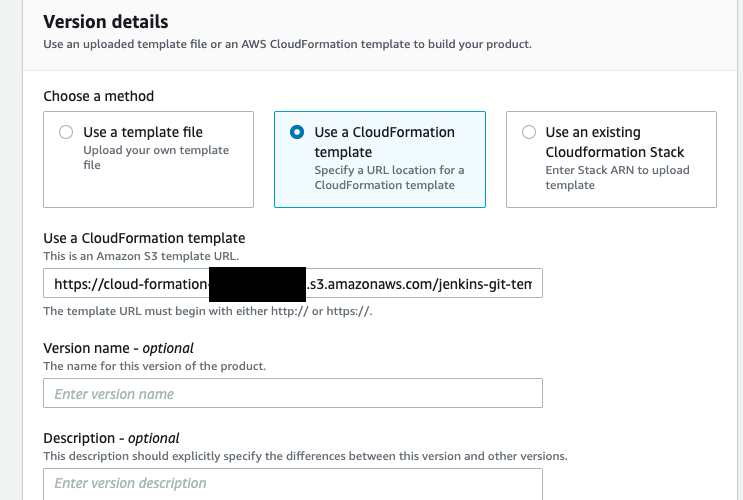 Version details
Use an uploaded template file or an AWS CloudFormation template to build your product.
Choose a method
Use a template file
Upload your own template
file
Use a CloudFormation
template
Specify a URL location for a
CloudFormation template
Use an existing
Cloudformation Stack
Enter Stack ARN to upload
template
Use a CloudFormation template
This is an Amazon S3 template URL.
https://cloud-formation- .s3.amazonaws.com/jenkins-git-tem
The template URL must begin with either http:// or https://.
Version name - optional
The name for this version of the product.
Enter version name
Description - optional
This description should explicitly specify the differences between this version and other versions.
Enter version description